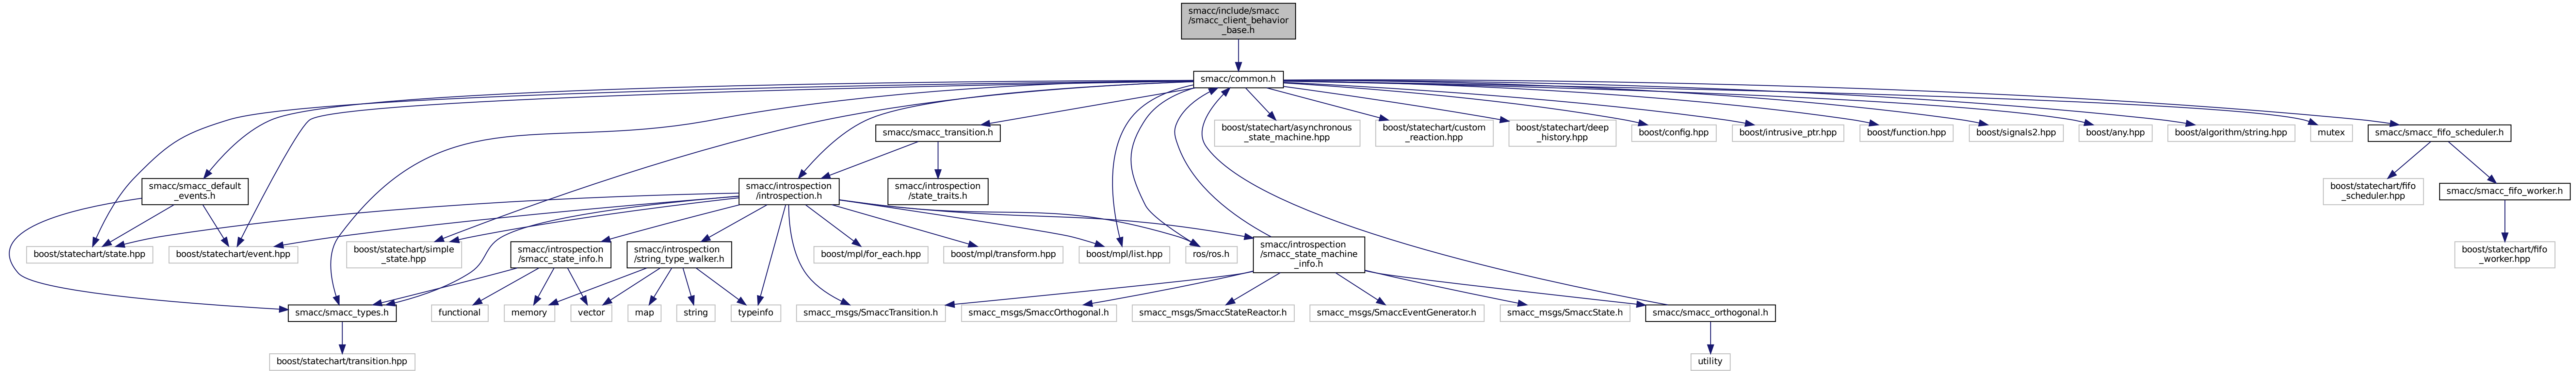 smacc/include/smacc
/smacc_client_behavior
_base.h
smacc/common.h
smacc/smacc_transition.h
boost/statechart/asynchronous
_state_machine.hpp
boost/statechart/custom
_reaction.hpp
boost/statechart/deep
_history.hpp
boost/config.hpp
boost/intrusive_ptr.hpp
boost/function.hpp
boost/signals2.hpp
boost/any.hpp
boost/algorithm/string.hpp
mutex
smacc/smacc_fifo_scheduler.h
smacc/smacc_default
_events.h
smacc/introspection
/introspection.h
smacc/introspection
/state_traits.h
boost/statechart/fifo
_scheduler.hpp
smacc/smacc_fifo_worker.h
boost/statechart/state.hpp
boost/statechart/event.hpp
boost/statechart/simple
_state.hpp
smacc/introspection
/smacc_state_info.h
smacc/introspection
/string_type_walker.h
boost/mpl/for_each.hpp
boost/mpl/transform.hpp
boost/mpl/list.hpp
ros/ros.h
smacc/introspection
/smacc_state_machine
_info.h
boost/statechart/fifo
_worker.hpp
smacc/smacc_types.h
functional
memory
vector
map
string
typeinfo
smacc_msgs/SmaccTransition.h
smacc_msgs/SmaccOrthogonal.h
smacc_msgs/SmaccStateReactor.h
smacc_msgs/SmaccEventGenerator.h
smacc_msgs/SmaccState.h
smacc/smacc_orthogonal.h
boost/statechart/transition.hpp
utility